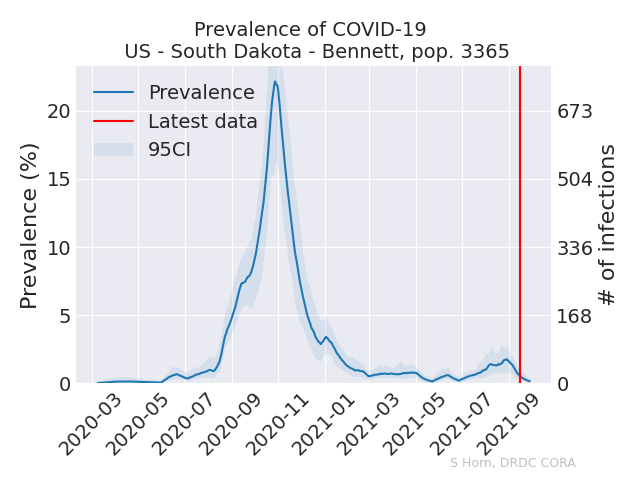 Prevalence of COVID-19
US - South Dakota - Bennett, pop. 3365
Prevalence
Latest data
95CI
Prevalence (%)
20
15
10
5
0
673
504
336
168
0
# of infections
2020-03
2020-05
2020-07
2020-09
2020-11
2021-01
2021-03
2021-05
2021-07
2021-09
S Horn, DRDC CORA